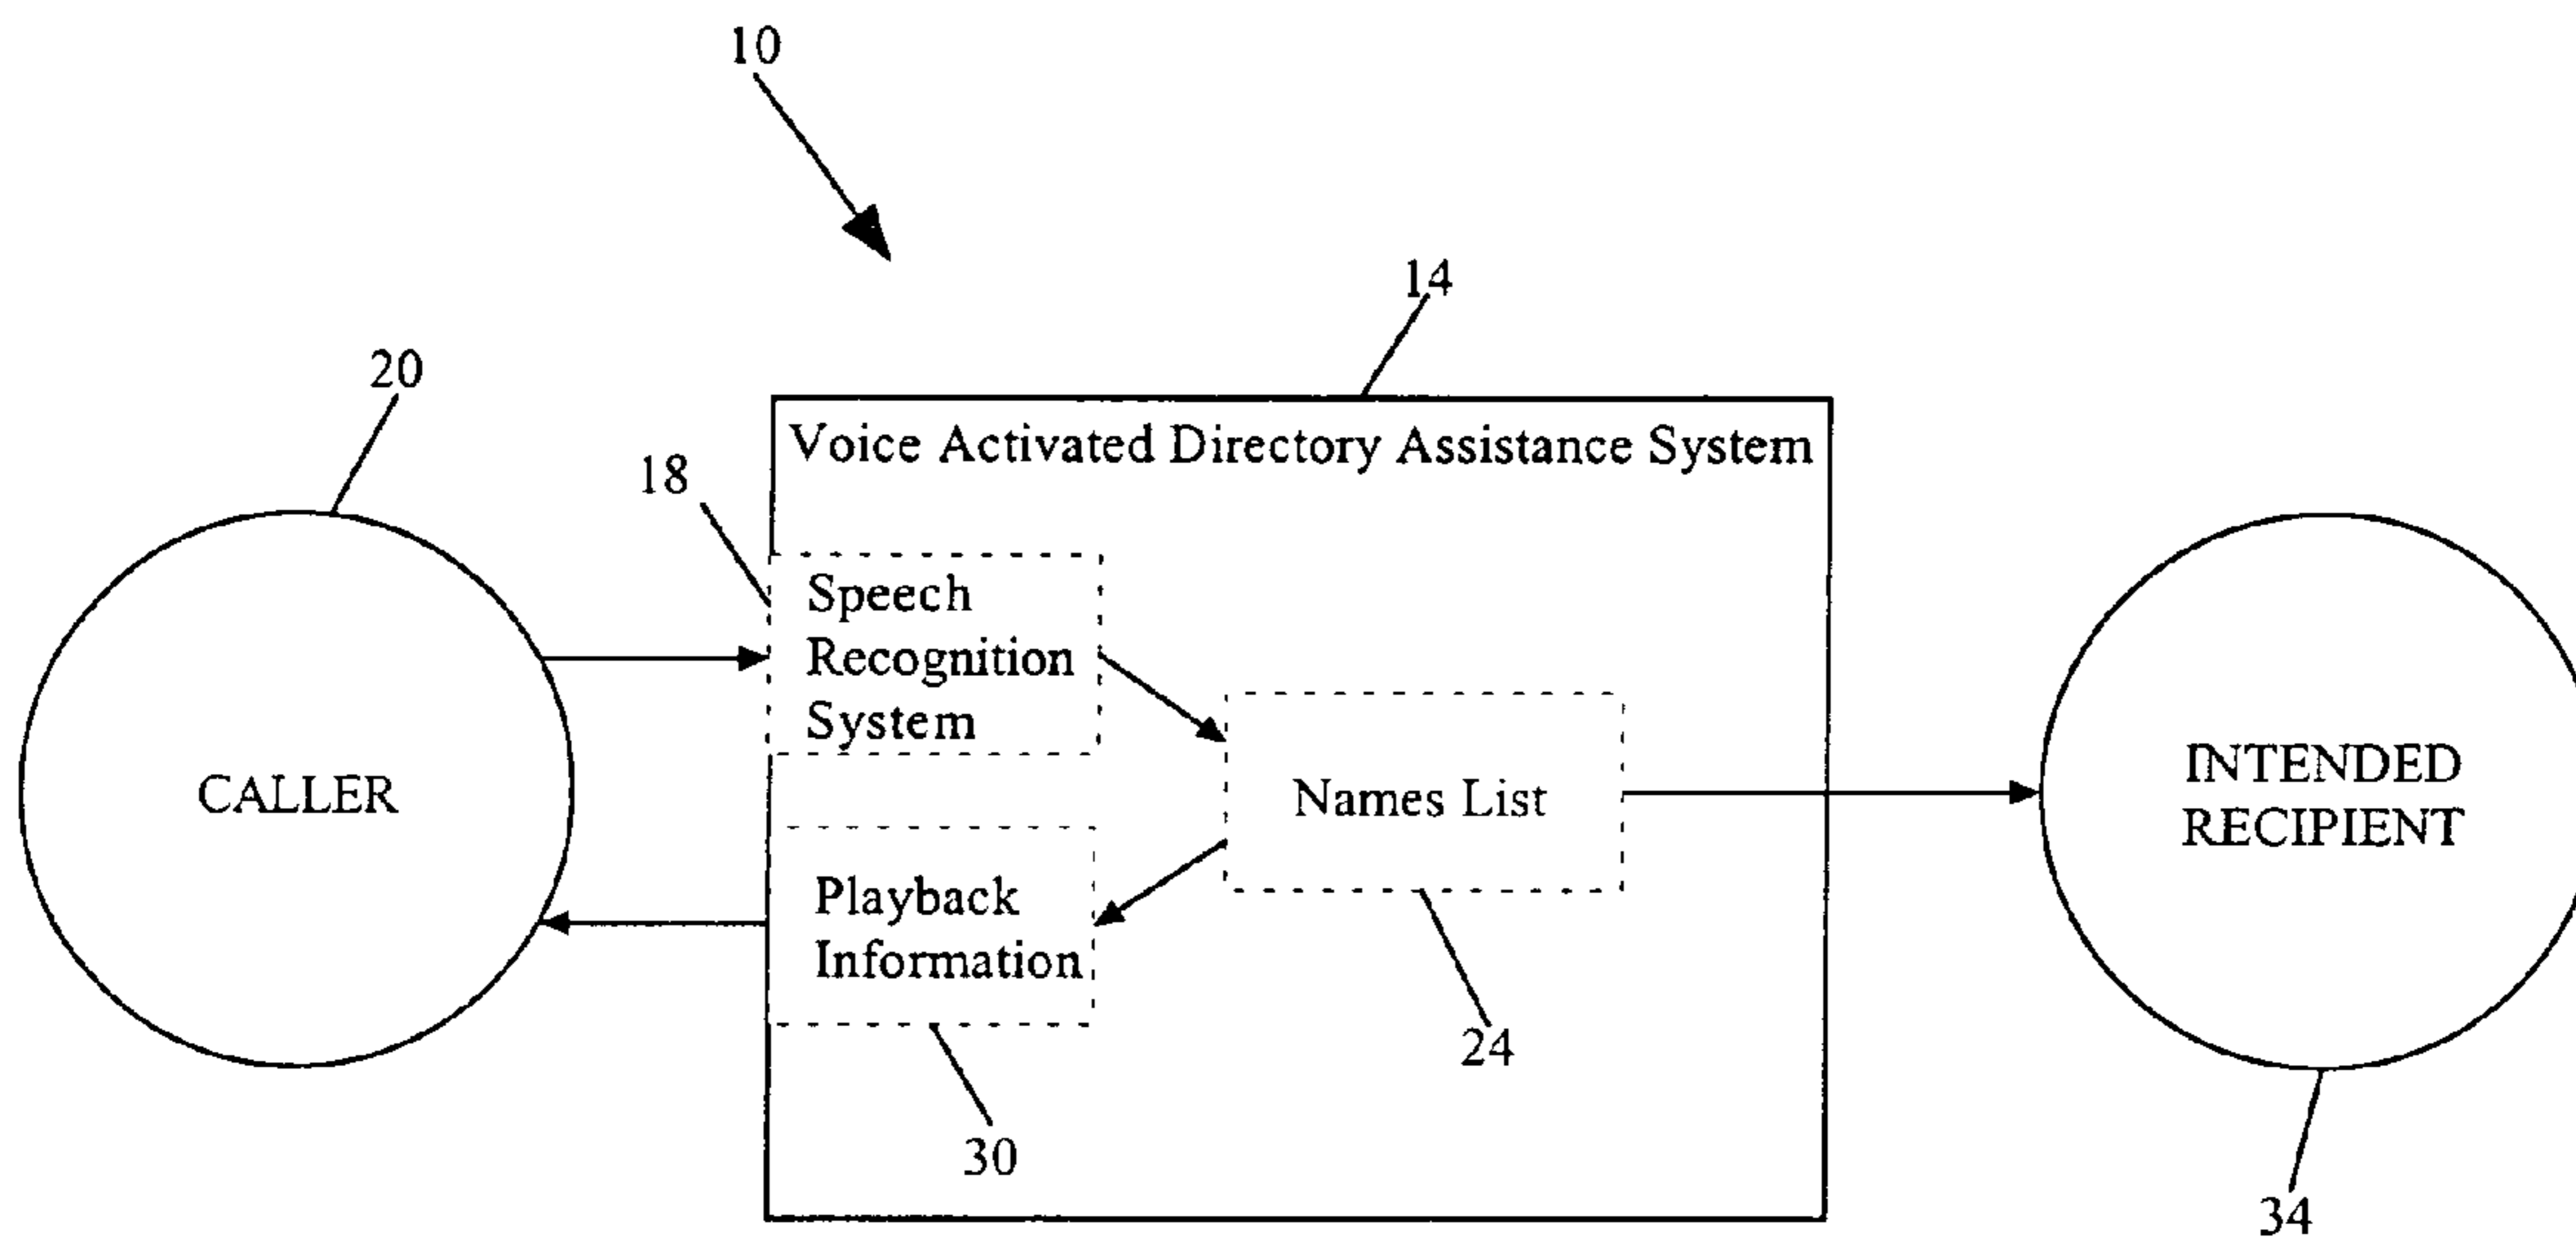 10
14
20
Voice Activated Directory Assistance System
18
Speech
Recognition
System
CALLER
Names List
INTENDED
RECIPIENT
Playback
Information
24
30
34